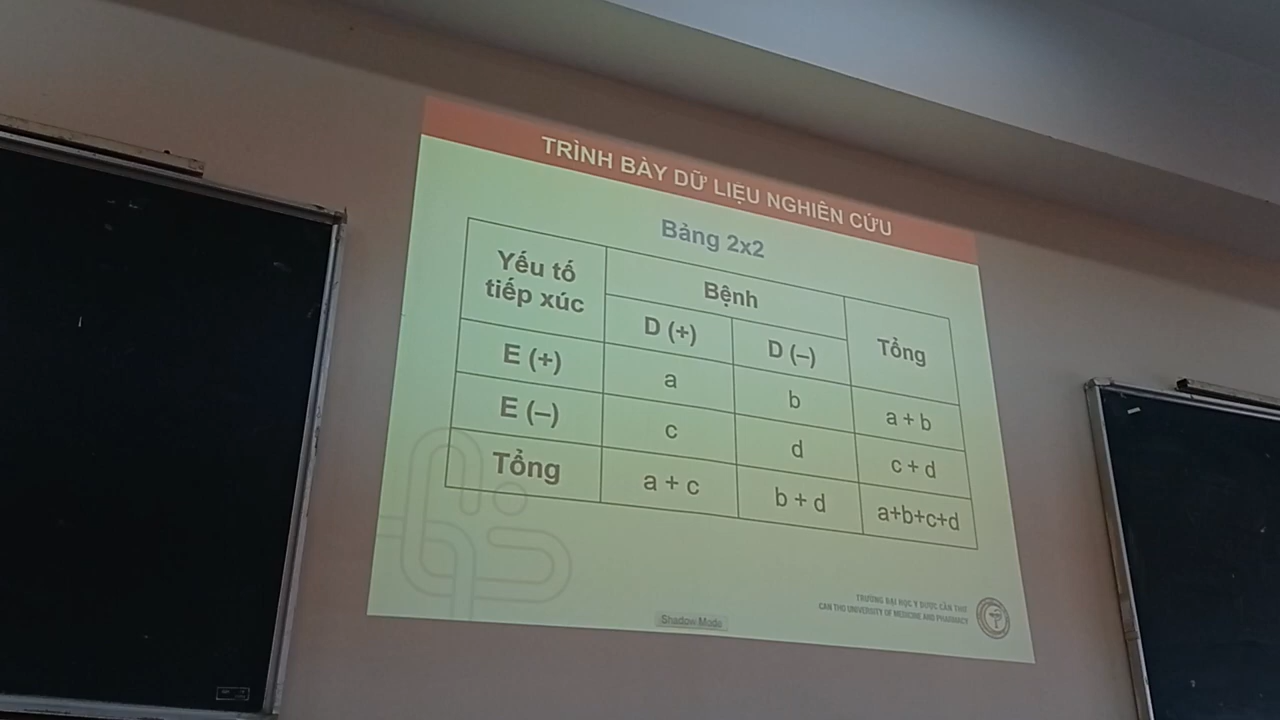 TRÌNH BÀY DỮ LIỆU NGHIÊN CỨU
Bảng 2x2
Yếu tố
tiếp xúc
Bệnh
Tổng
D (+)
D (–)
E (+)
a
b
a + b
E (–)
c
d
c + d
Tổng
a + c
b + d
a+b+c+d
TRƯỜNG ĐẠI HỌC Y DƯỢC CẦN THƠ
CAN THO UNIVERSITY OF MEDICINE AND PHARMACY
Shadow Mode